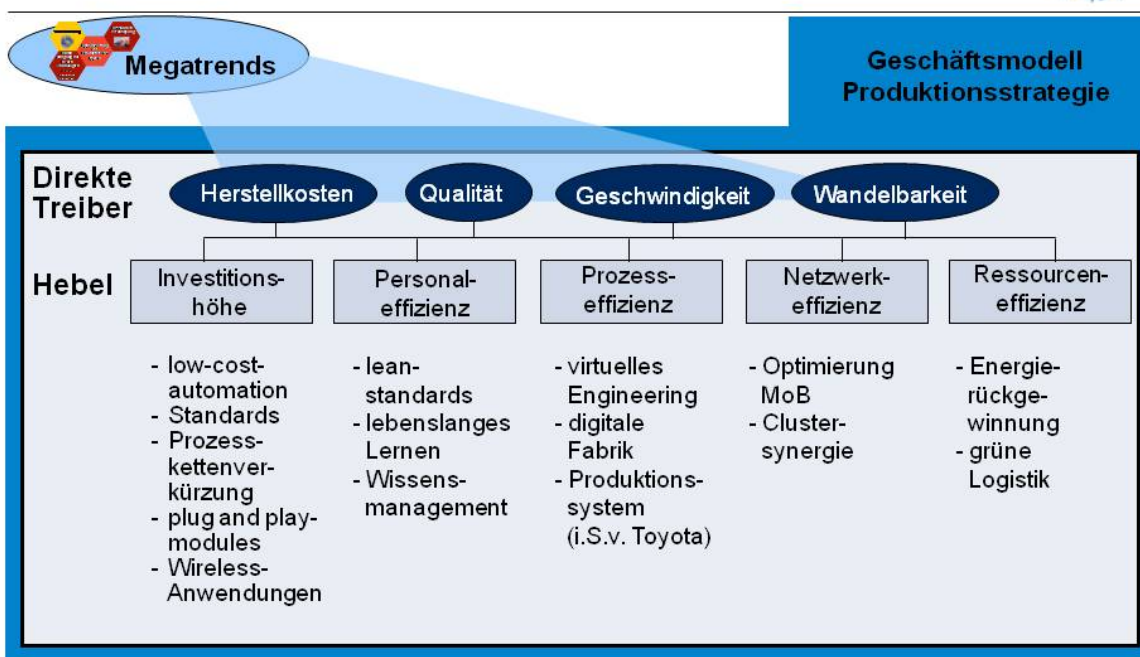 Megatrends
Geschäftsmodell
Produktionsstrategie
Direkte
Treiber
Herstellkosten
Qualität
Geschwindigkeit
Wandelbarkeit
Hebel
Investitions-
höhe
Personal-
effizienz
Prozess-
effizienz
Netzwerk-
effizienz
Ressourcen-
effizienz
- low-cost-
automation
- Standards
- Prozess-
kettenver-
kürzung
- plug and play-
modules
- Wireless-
Anwendungen
- lean-
standards
- lebenslanges
Lernen
- Wissens-
management
- virtuelles
Engineering
- digitale
Fabrik
- Produktions-
system
(i.S.v. Toyota)
- Optimierung
MoB
- Cluster-
synergie
- Energie-
rückge-
winnung
- grüne
Logistik